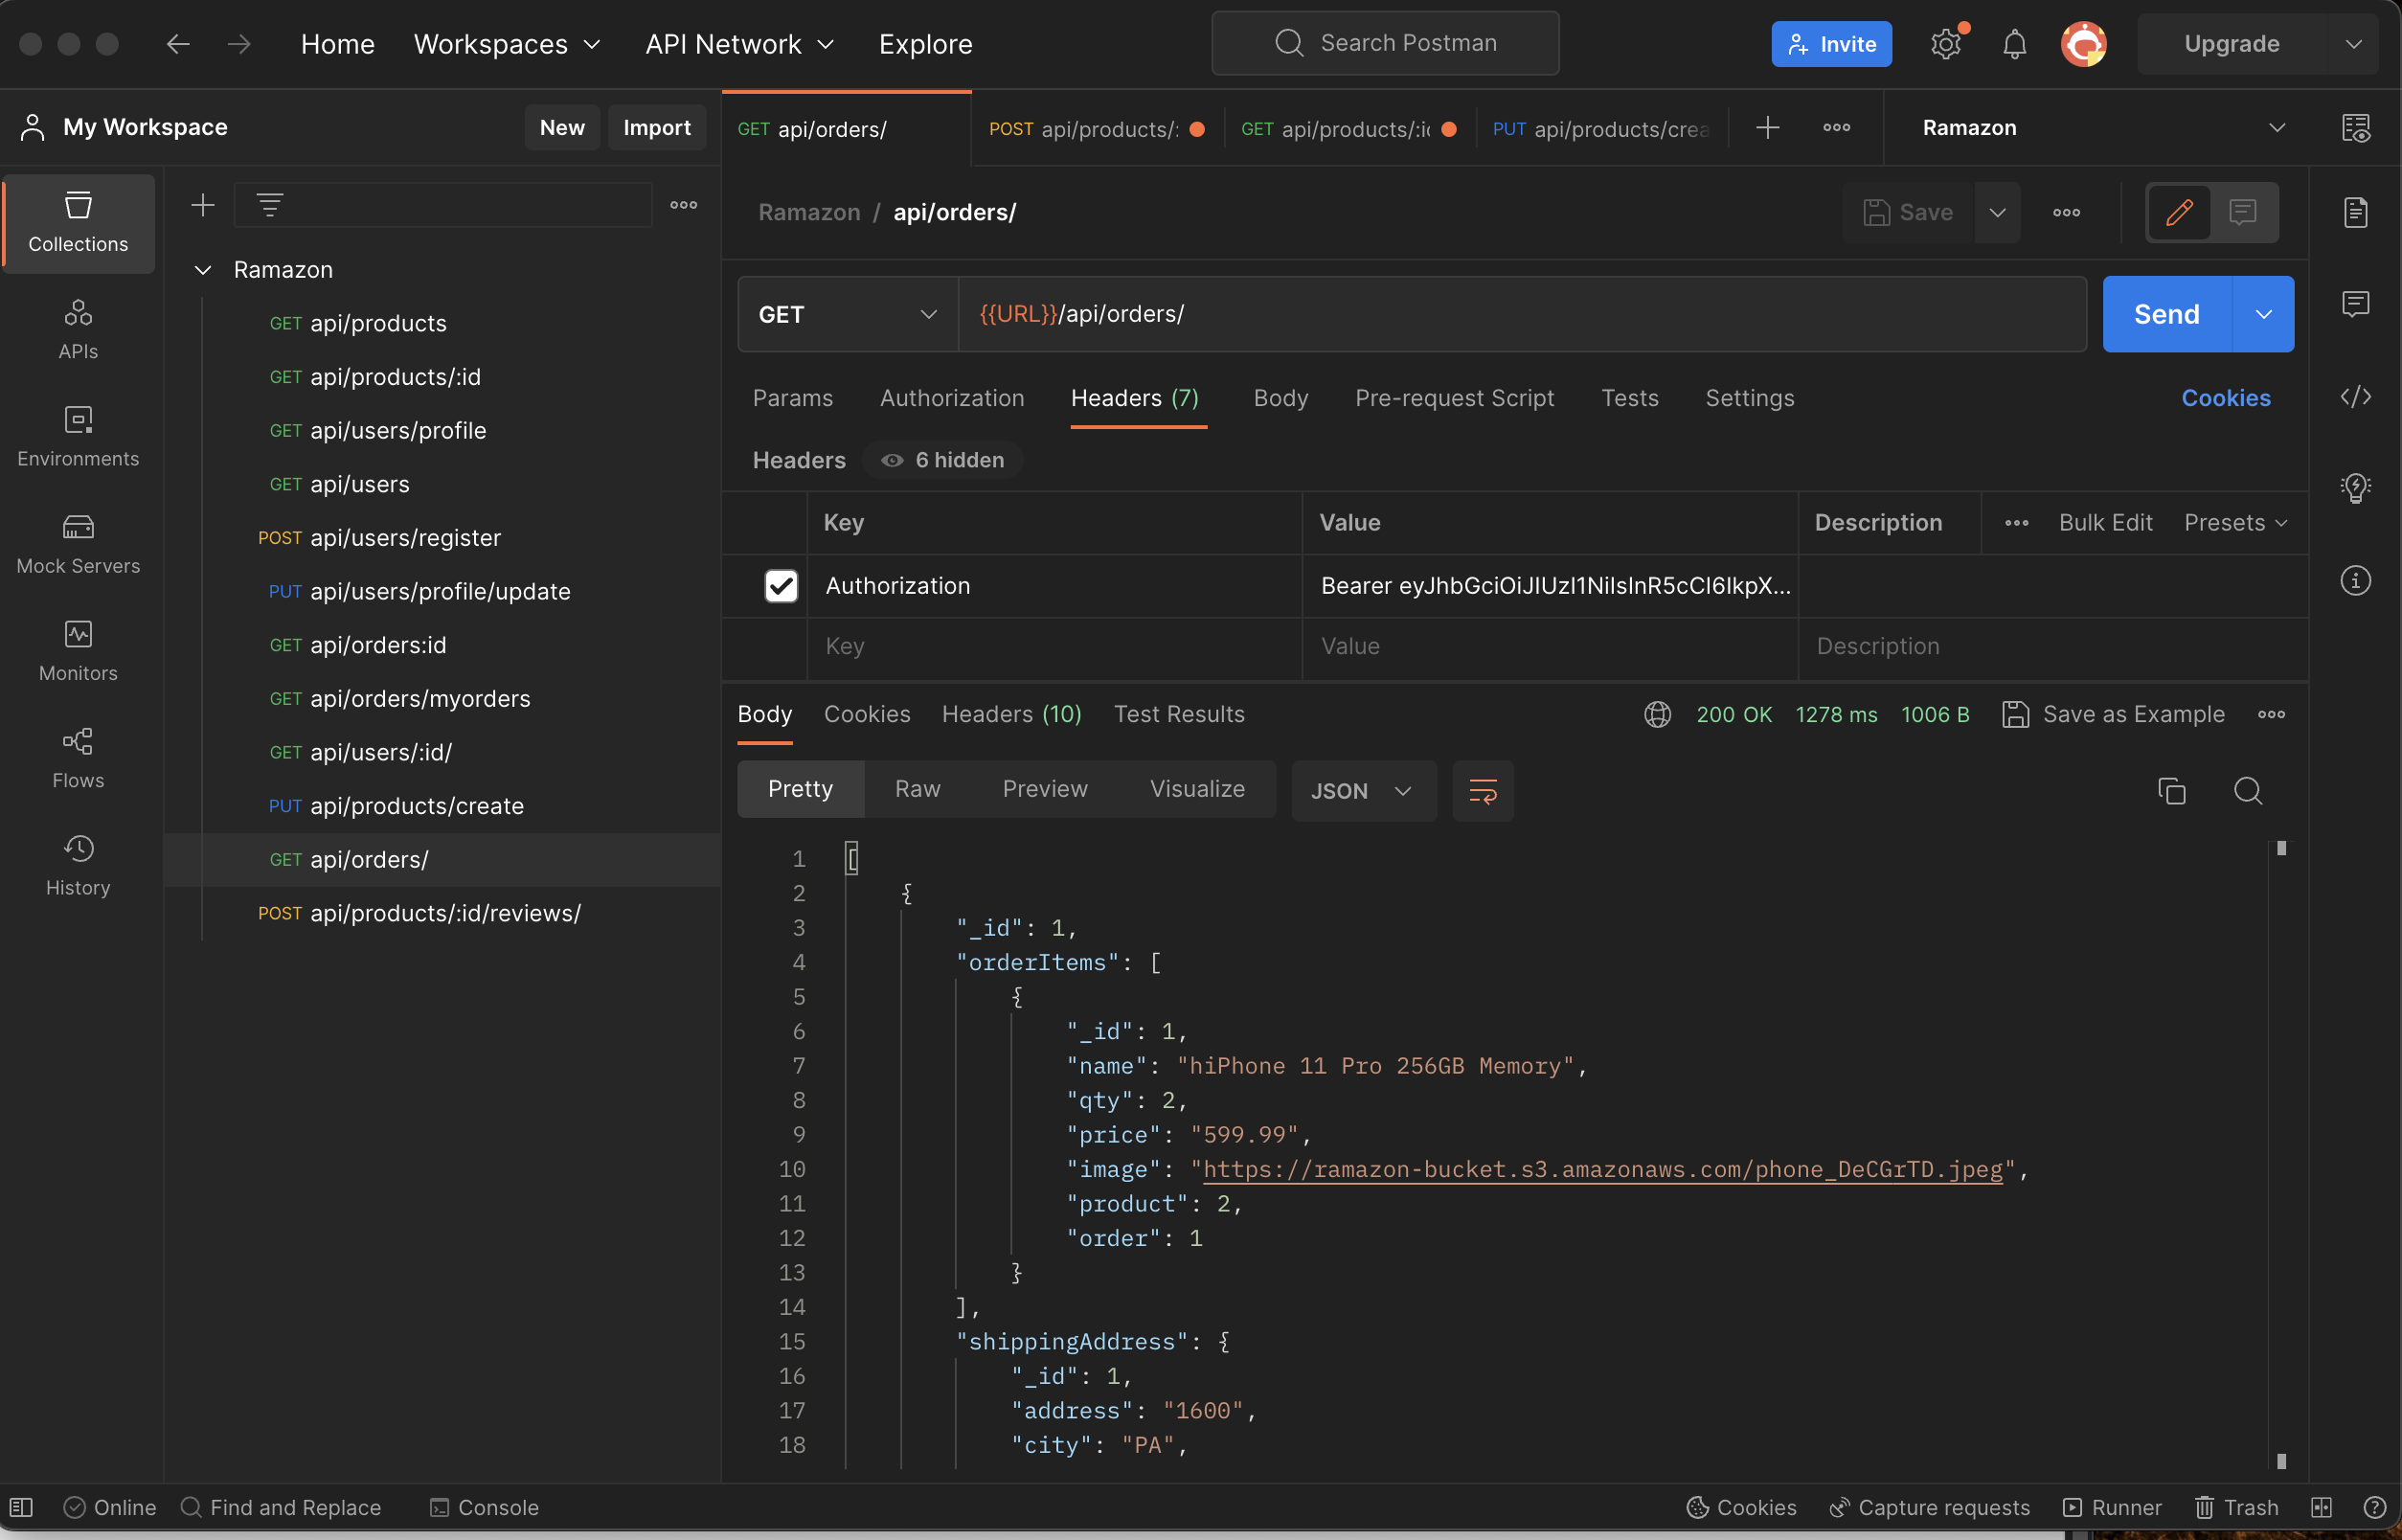 Home Workspaces API Network Explore Search Postman Invite Upgrade
My Workspace New Import
GET api/orders/ POST api/products/: GET api/products/:i PUT api/products/crea Ramazon
Collections
APIs
Environments
Mock Servers
Monitors
Flows
History
Ramazon
GET api/products
GET api/products/:id
GET api/users/profile
GET api/users
POST api/users/register
PUT api/users/profile/update
GET api/orders:id
GET api/orders/myorders
GET api/users/:id/
PUT api/products/create
GET api/orders/
POST api/products/:id/reviews/
Ramazon / api/orders/ Save
GET {{URL}}/api/orders/ Send
Params Authorization Headers (7) Body Pre-request Script Tests Settings Cookies
Headers 6 hidden
Key Value Description Bulk Edit Presets
Authorization Bearer eyJhbGciOiJIUzI1NiIsInR5cCI6IkpX...
Key Value Description
Body Cookies Headers (10) Test Results 200 OK 1278 ms 1006 B Save as Example
Pretty Raw Preview Visualize JSON
1 [
2 {
3 "_id": 1,
4 "orderItems": [
5 {
6 "_id": 1,
7 "name": "hiPhone 11 Pro 256GB Memory",
8 "qty": 2,
9 "price": "599.99",
10 "image": "https://ramazon-bucket.s3.amazonaws.com/phone_DeCGrTD.jpeg",
11 "product": 2,
12 "order": 1
13 }
14 ],
15 "shippingAddress": {
16 "_id": 1,
17 "address": "1600",
18 "city": "PA",
Online Find and Replace Console Cookies Capture requests Runner Trash